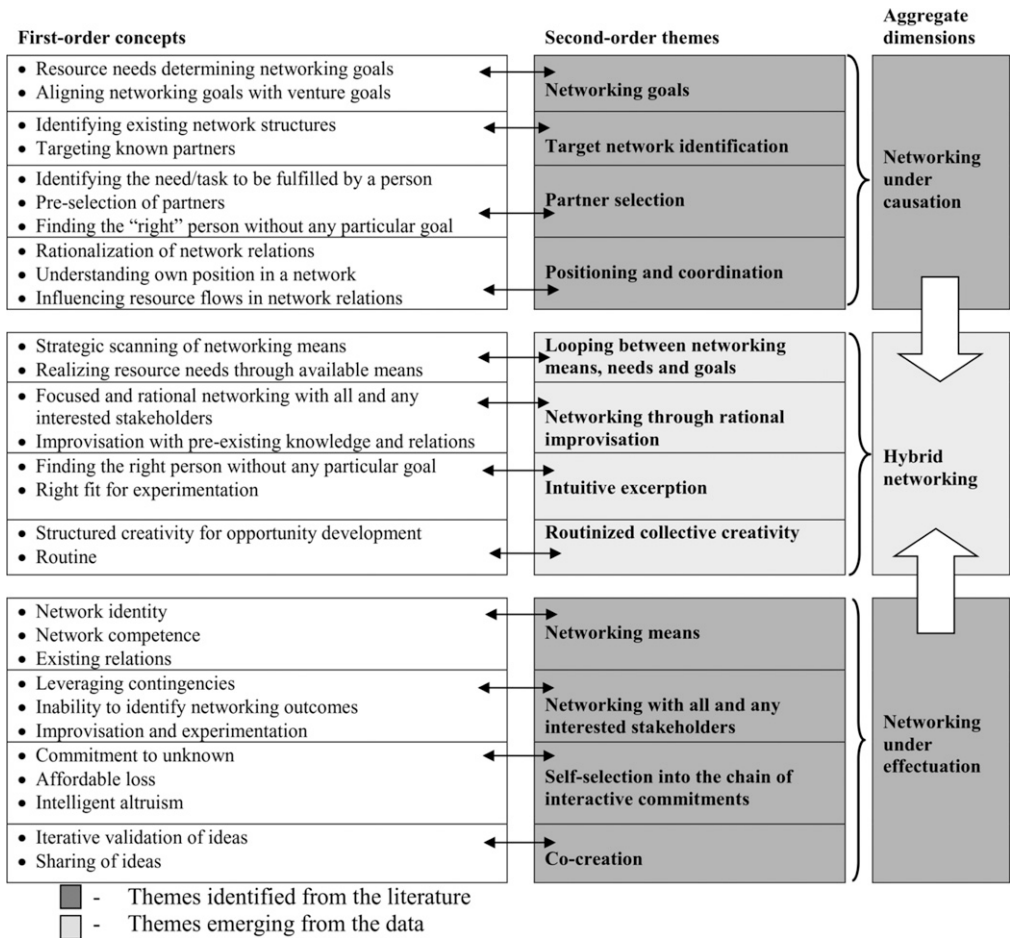 First-order concepts
Second-order themes
Aggregate
dimensions
• Resource needs determining networking goals
• Aligning networking goals with venture goals
Networking goals
• Identifying existing network structures
• Targeting known partners
Target network identification
• Identifying the need/task to be fulfilled by a person
• Pre-selection of partners
• Finding the “right” person without any particular goal
Partner selection
• Rationalization of network relations
• Understanding own position in a network
• Influencing resource flows in network relations
Positioning and coordination
Networking
under
causation
• Strategic scanning of networking means
• Realizing resource needs through available means
Looping between networking
means, needs and goals
• Focused and rational networking with all and any
interested stakeholders
• Improvisation with pre-existing knowledge and relations
Networking through rational
improvisation
• Finding the right person without any particular goal
• Right fit for experimentation
Intuitive excerption
• Structured creativity for opportunity development
• Routine
Routinized collective creativity
Hybrid
networking
• Network identity
• Network competence
• Existing relations
Networking means
• Leveraging contingencies
• Inability to identify networking outcomes
• Improvisation and experimentation
Networking with all and any
interested stakeholders
• Commitment to unknown
• Affordable loss
• Intelligent altruism
Self-selection into the chain of
interactive commitments
• Iterative validation of ideas
• Sharing of ideas
Co-creation
Networking
under
effectuation
- Themes identified from the literature
- Themes emerging from the data